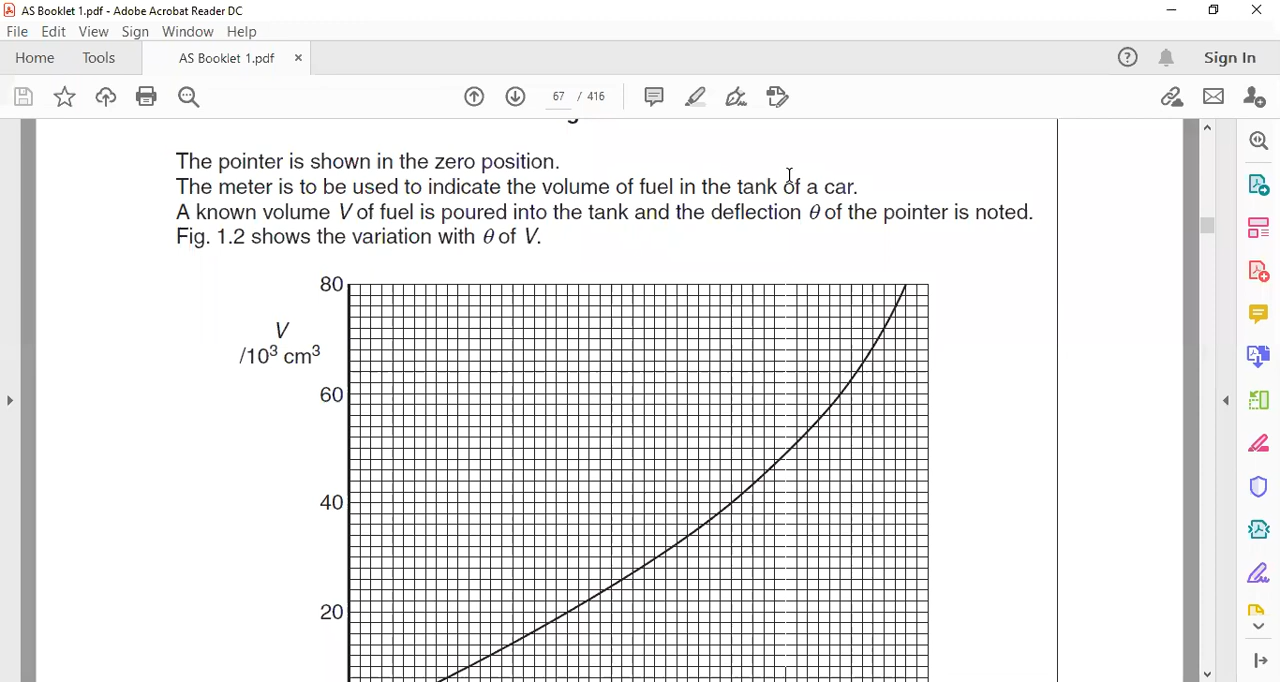 AS Booklet 1.pdf - Adobe Acrobat Reader DC
File Edit View Sign Window Help
Home Tools AS Booklet 1.pdf × Sign In
67 / 416
The pointer is shown in the zero position.
The meter is to be used to indicate the volume of fuel in the tank of a car.
A known volume V of fuel is poured into the tank and the deflection θ of the pointer is noted.
Fig. 1.2 shows the variation with θ of V.
80
V
/10³ cm³
60
40
20